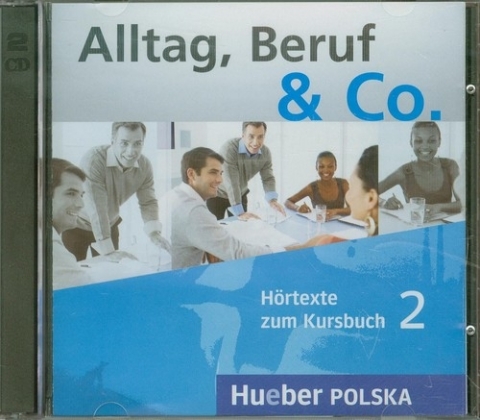 2
CD
Alltag, Beruf
& Co.
Hörtexte
zum Kursbuch 2
Hueber POLSKA